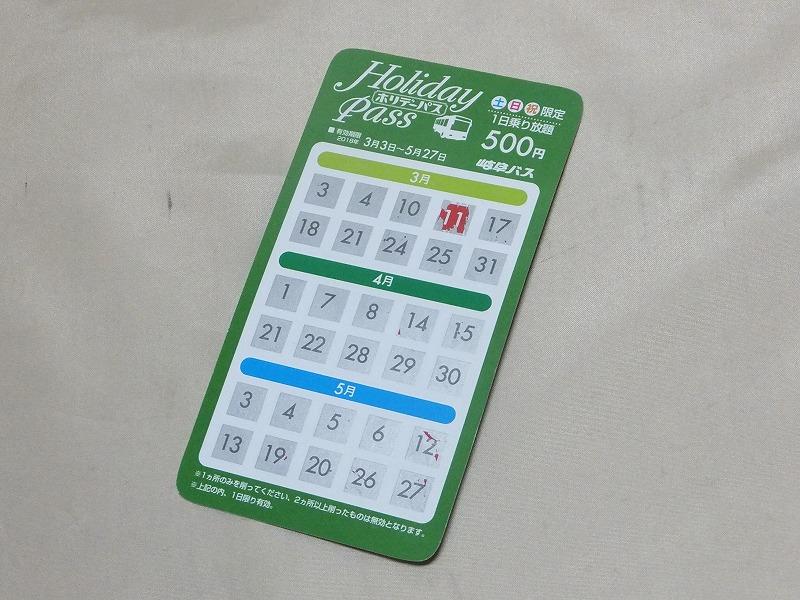 Holiday
ホリデーパス
Pass
土 日 祝 限定
1日乗り放題
500円
■有効期限
2018年 3月3日~5月27日
岐阜バス
3月
3 4 10 11 17
18 21 24 25 31
4月
1 7 8 14 15
21 22 28 29 30
5月
3 4 5 6 12
13 19 20 26 27
※1ヵ所のみを削ってください、2ヵ所以上削ったものは無効となります。
※上記の内、1日限り有効。